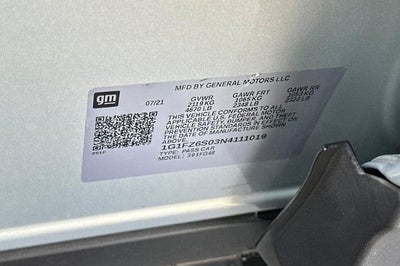 gm
MFD BY GENERAL MOTORS LLC
07/21 GVWR GAWR FRT GAWR RR
2119 KG 1065 KG 1053 KG
4670 LB 2348 LB 2322 LB
THIS VEHICLE CONFORMS TO ALL
APPLICABLE U.S. FEDERAL MOTOR
VEHICLE SAFETY, BUMPER, AND THEFT
PREVENTION STANDARDS IN EFFECT ON
THE DATE OF MANUFACTURE SHOWN
ABOVE.
1G1FZ6S03N4111019
TYPE: PASS CAR
MODEL: 391FO48